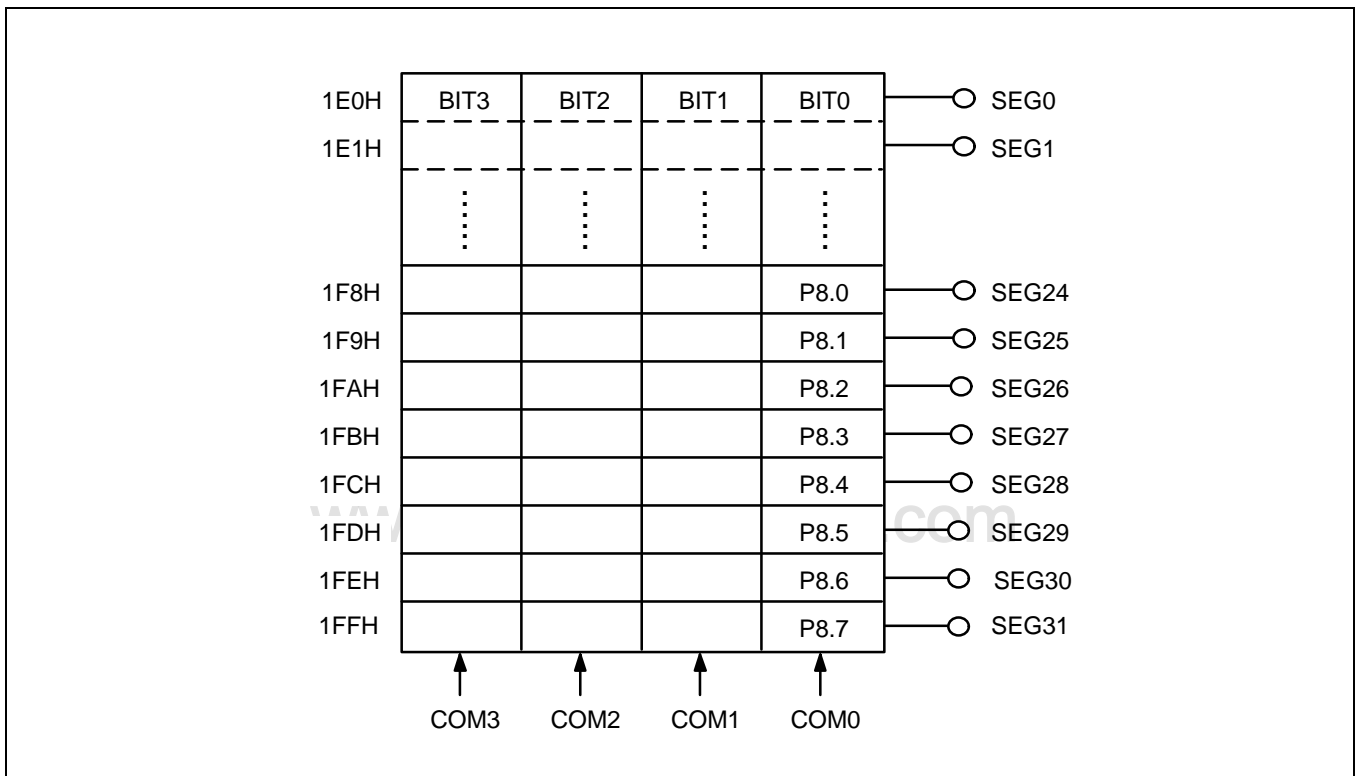 1E0H BIT3 BIT2 BIT1 BIT0 SEG0
1E1H SEG1
1F8H P8.0 SEG24
1F9H P8.1 SEG25
1FAH P8.2 SEG26
1FBH P8.3 SEG27
1FCH P8.4 SEG28
1FDH P8.5 SEG29
1FEH P8.6 SEG30
1FFH P8.7 SEG31
COM3 COM2 COM1 COM0